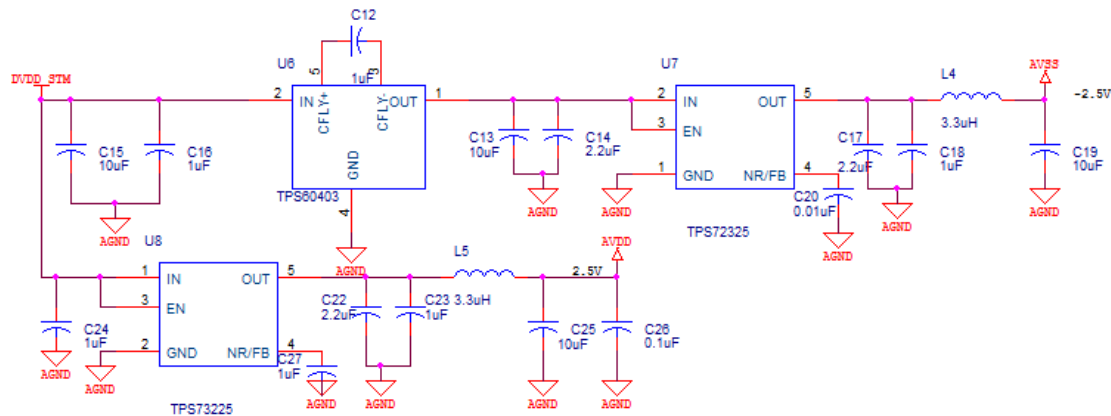 C12
1uF
5
3
U6
DVDD_STM
2
IN
CFLY+
CFLY-
OUT
1
GND
4
TPS60403
AGND
C15
10uF
C16
1uF
AGND
C13
10uF
C14
2.2uF
AGND
U7
2
IN
OUT
5
3
EN
1
GND
NR/FB
4
AGND
TPS72325
C20
0.01uF
AGND
C17
2.2uF
C18
1uF
AGND
L4
3.3uH
AVSS
-2.5V
C19
10uF
AGND
U8
1
IN
OUT
5
3
EN
2
GND
NR/FB
4
C24
1uF
AGND
AGND
TPS73225
C27
1uF
AGND
C22
2.2uF
C23
1uF
AGND
L5
3.3uH
2.5V
AVDD
C25
10uF
AGND
C26
0.1uF
AGND